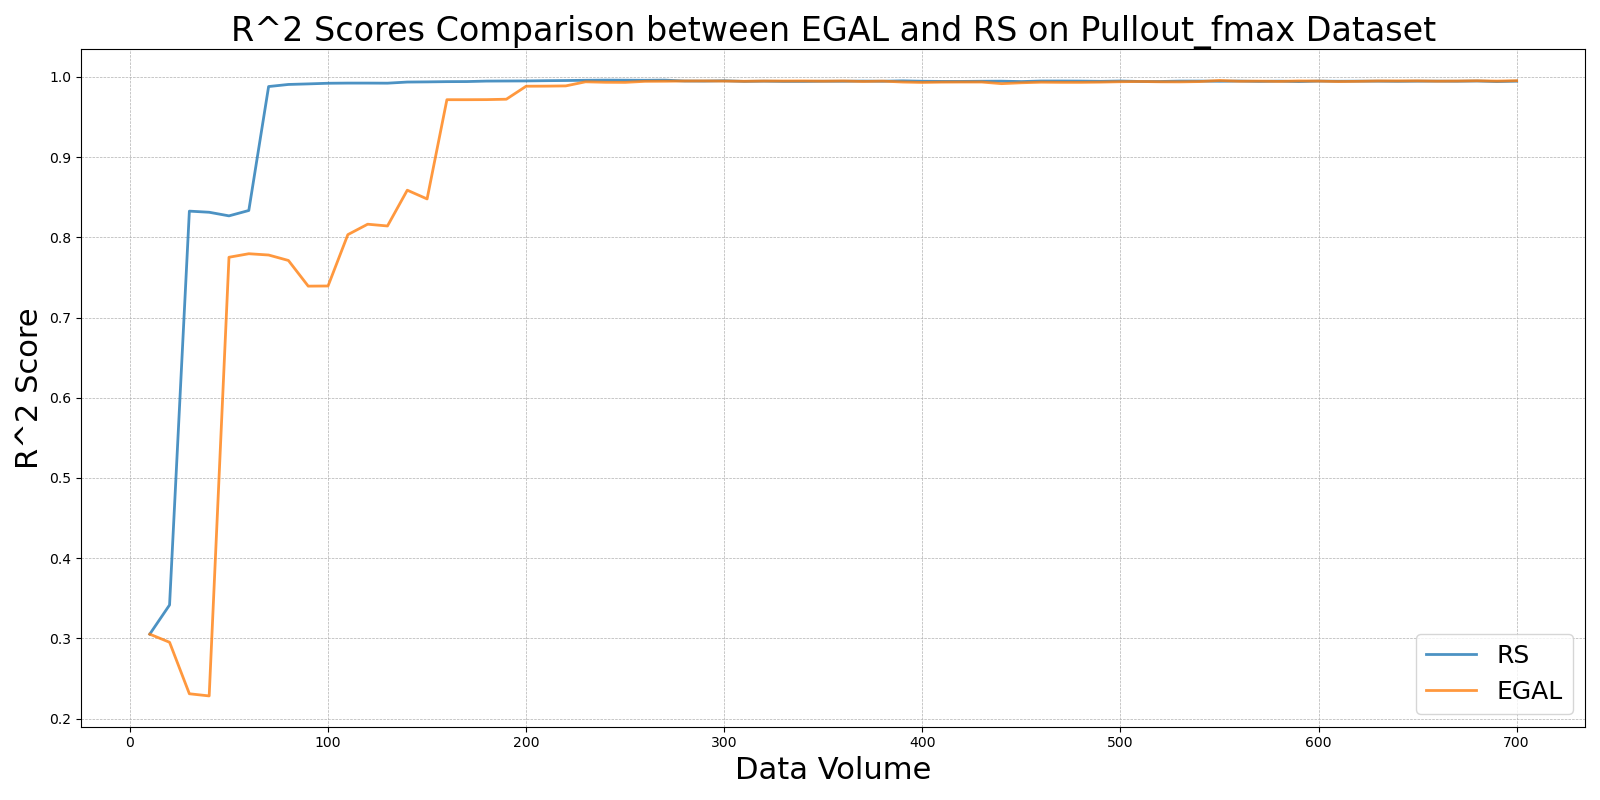 R^2 Scores Comparison between EGAL and RS on Pullout_fmax Dataset
R^2 Score
1.0
0.9
0.8
0.7
0.6
0.5
0.4
0.3
0.2
0 100 200 300 400 500 600 700
Data Volume
RS
EGAL